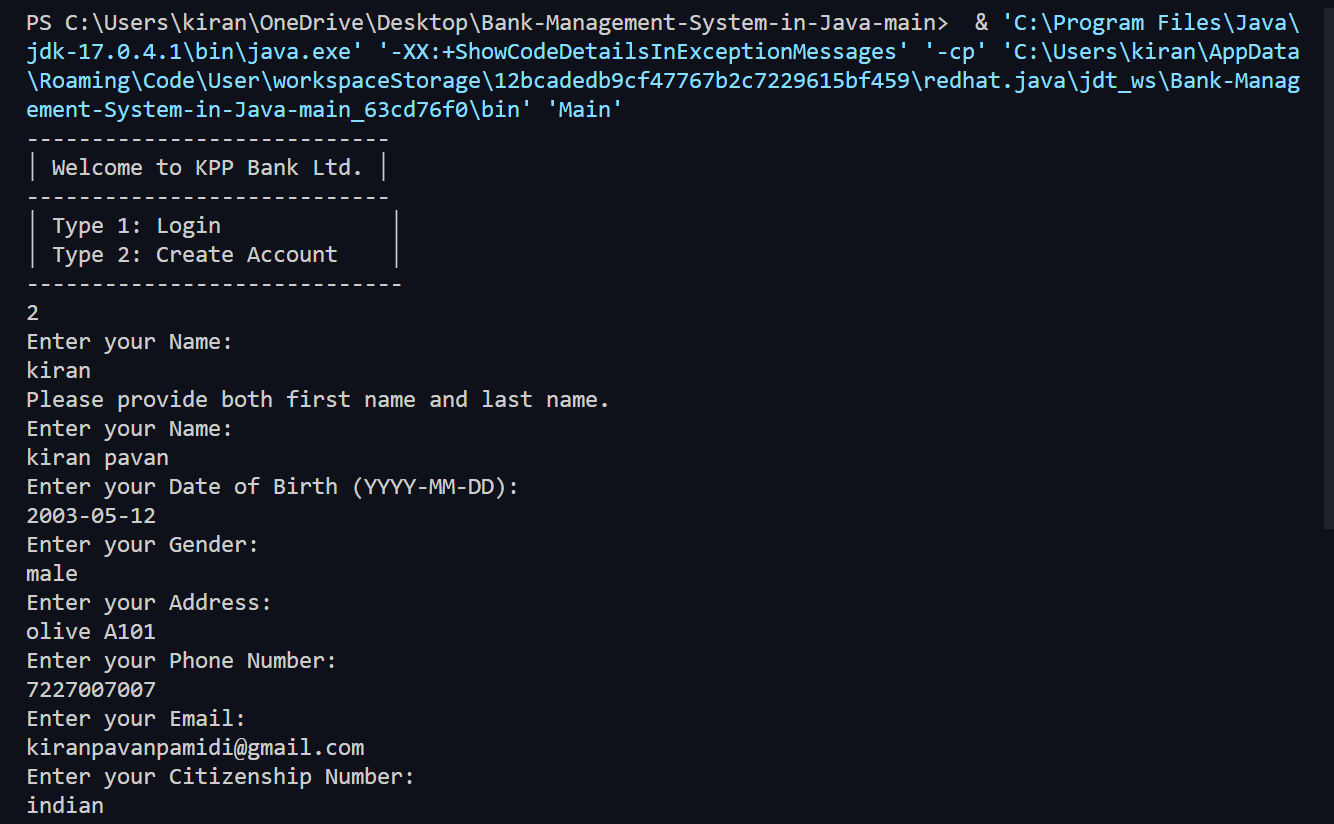 PS C:\Users\kiran\OneDrive\Desktop\Bank-Management-System-in-Java-main>  & 'C:\Program Files\Java\
jdk-17.0.4.1\bin\java.exe' '-XX:+ShowCodeDetailsInExceptionMessages' '-cp' 'C:\Users\kiran\AppData
\Roaming\Code\User\workspaceStorage\12bcadedb9cf47767b2c7229615bf459\redhat.java\jdt_ws\Bank-Manag
ement-System-in-Java-main_63cd76f0\bin' 'Main'
----------------------------
│ Welcome to KPP Bank Ltd. │
----------------------------
│ Type 1: Login             │
│ Type 2: Create Account    │
-----------------------------
2
Enter your Name:
kiran
Please provide both first name and last name.
Enter your Name:
kiran pavan
Enter your Date of Birth (YYYY-MM-DD):
2003-05-12
Enter your Gender:
male
Enter your Address:
olive A101
Enter your Phone Number:
7227007007
Enter your Email:
kiranpavanpamidi@gmail.com
Enter your Citizenship Number:
indian